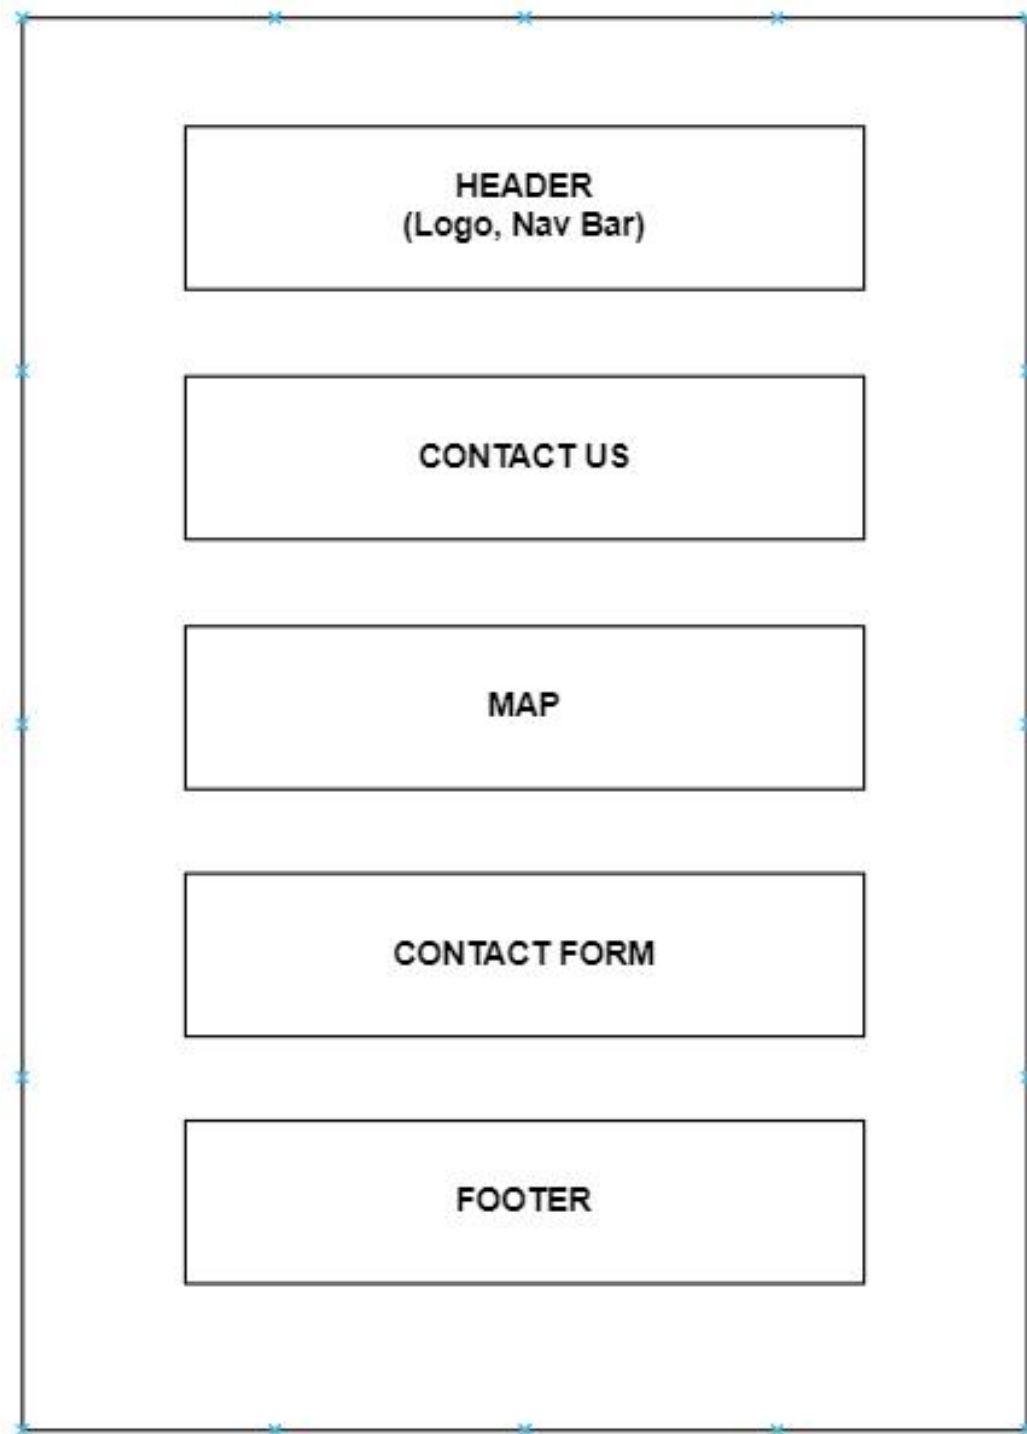 HEADER
(Logo, Nav Bar)
CONTACT US
MAP
CONTACT FORM
FOOTER